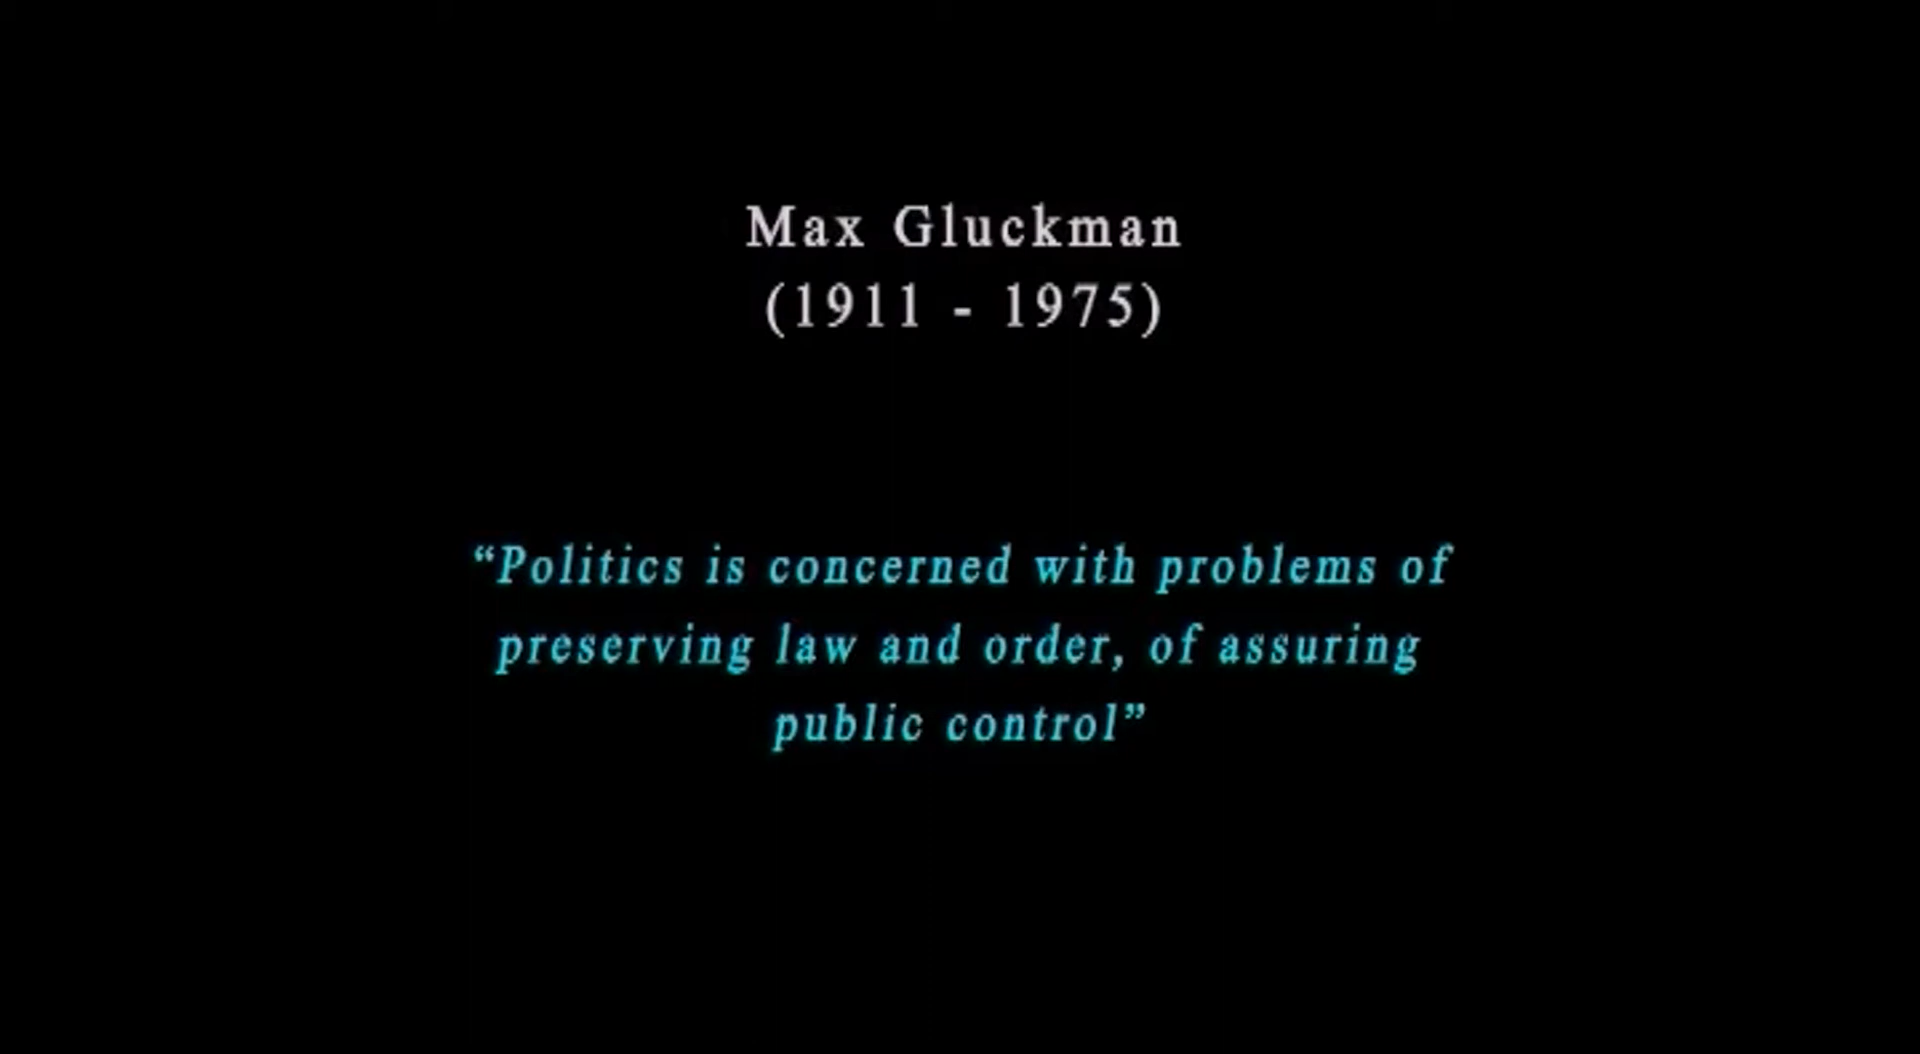 Max Gluckman
(1911 - 1975)
“Politics is concerned with problems of
preserving law and order, of assuring
public control”